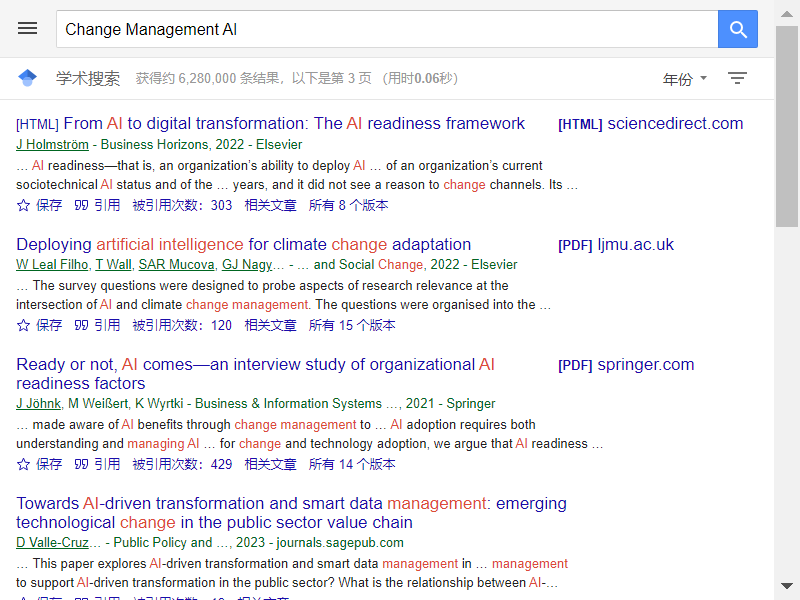 Change Management AI
学术搜索 获得约 6,280,000 条结果，以下是第 3 页 （用时0.06秒） 年份
[HTML] From AI to digital transformation: The AI readiness framework [HTML] sciencedirect.com
J Holmström - Business Horizons, 2022 - Elsevier
… AI readiness—that is, an organization's ability to deploy AI … of an organization's current
sociotechnical AI status and of the … years, and it did not see a reason to change channels. Its …
保存 引用 被引用次数：303 相关文章 所有 8 个版本
Deploying artificial intelligence for climate change adaptation [PDF] ljmu.ac.uk
W Leal Filho, T Wall, SAR Mucova, GJ Nagy… - … and Social Change, 2022 - Elsevier
… The survey questions were designed to probe aspects of research relevance at the
intersection of AI and climate change management. The questions were organised into the …
保存 引用 被引用次数：120 相关文章 所有 15 个版本
Ready or not, AI comes—an interview study of organizational AI [PDF] springer.com
readiness factors
J Jöhnk, M Weißert, K Wyrtki - Business & Information Systems …, 2021 - Springer
… made aware of AI benefits through change management to … AI adoption requires both
understanding and managing AI … for change and technology adoption, we argue that AI readiness …
保存 引用 被引用次数：429 相关文章 所有 14 个版本
Towards AI-driven transformation and smart data management: emerging
technological change in the public sector value chain
D Valle-Cruz… - Public Policy and …, 2023 - journals.sagepub.com
… This paper explores AI-driven transformation and smart data management in … management
to support AI-driven transformation in the public sector? What is the relationship between AI-…